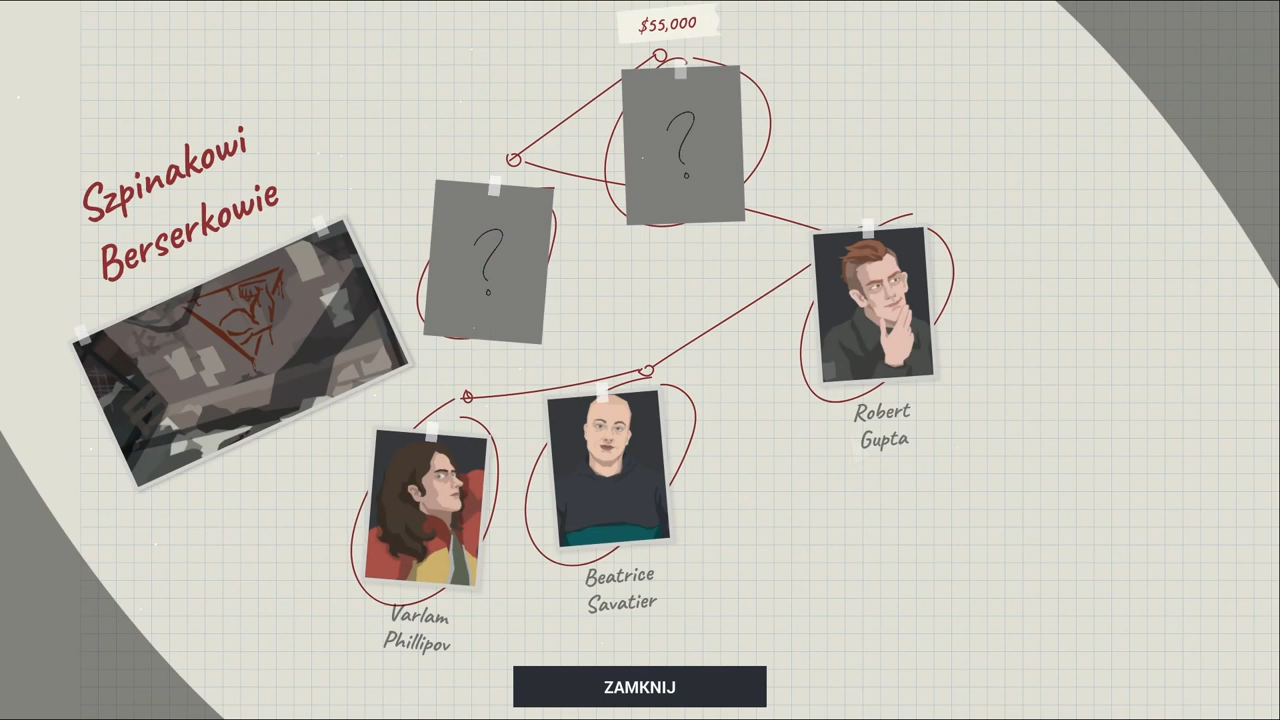 $55,000
Szpinakowi
Berserkowie
?
?
Robert
Gupta
Beatrice
Savatier
Varlam
Phillipov
ZAMKNIJ